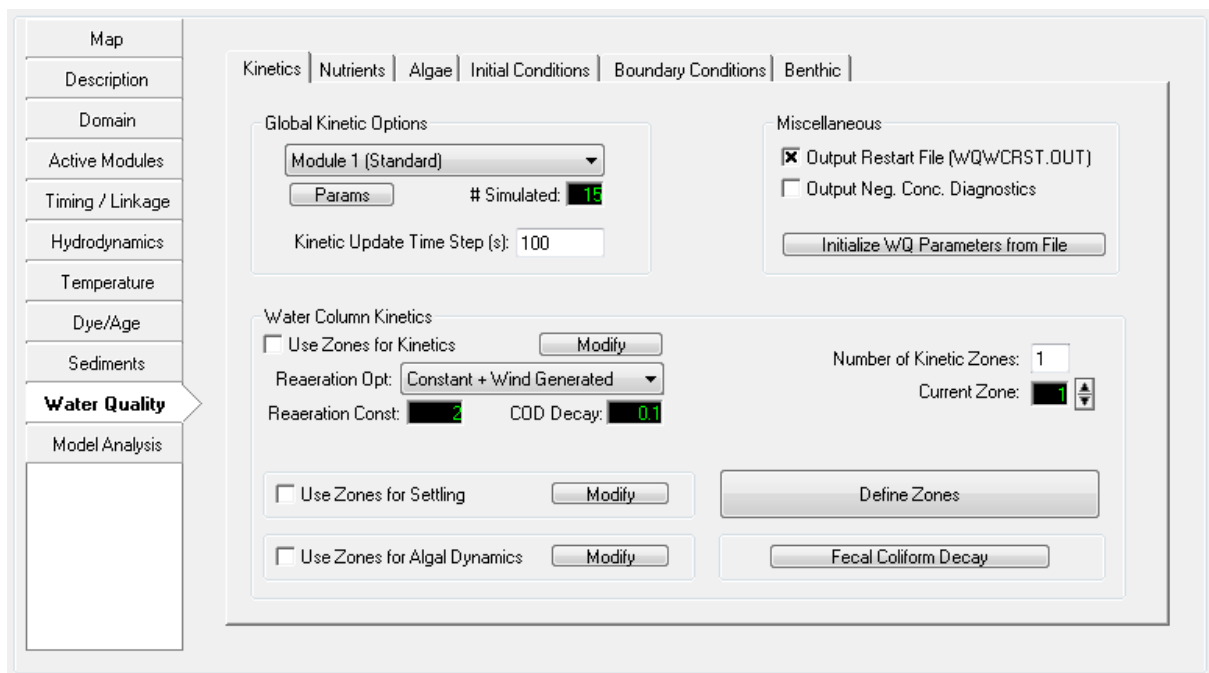 Map
Description
Domain
Active Modules
Timing / Linkage
Hydrodynamics
Temperature
Dye/Age
Sediments
Water Quality
Model Analysis
Kinetics Nutrients Algae Initial Conditions Boundary Conditions Benthic
Global Kinetic Options
Module 1 (Standard)
Params # Simulated: 15
Kinetic Update Time Step (s): 100
Miscellaneous
Output Restart File (WQWCRST.OUT)
Output Neg. Conc. Diagnostics
Initialize WQ Parameters from File
Water Column Kinetics
Use Zones for Kinetics Modify
Reaeration Opt: Constant + Wind Generated
Reaeration Const: 2 COD Decay: 0.1
Number of Kinetic Zones: 1
Current Zone: 1
Use Zones for Settling Modify
Define Zones
Use Zones for Algal Dynamics Modify
Fecal Coliform Decay